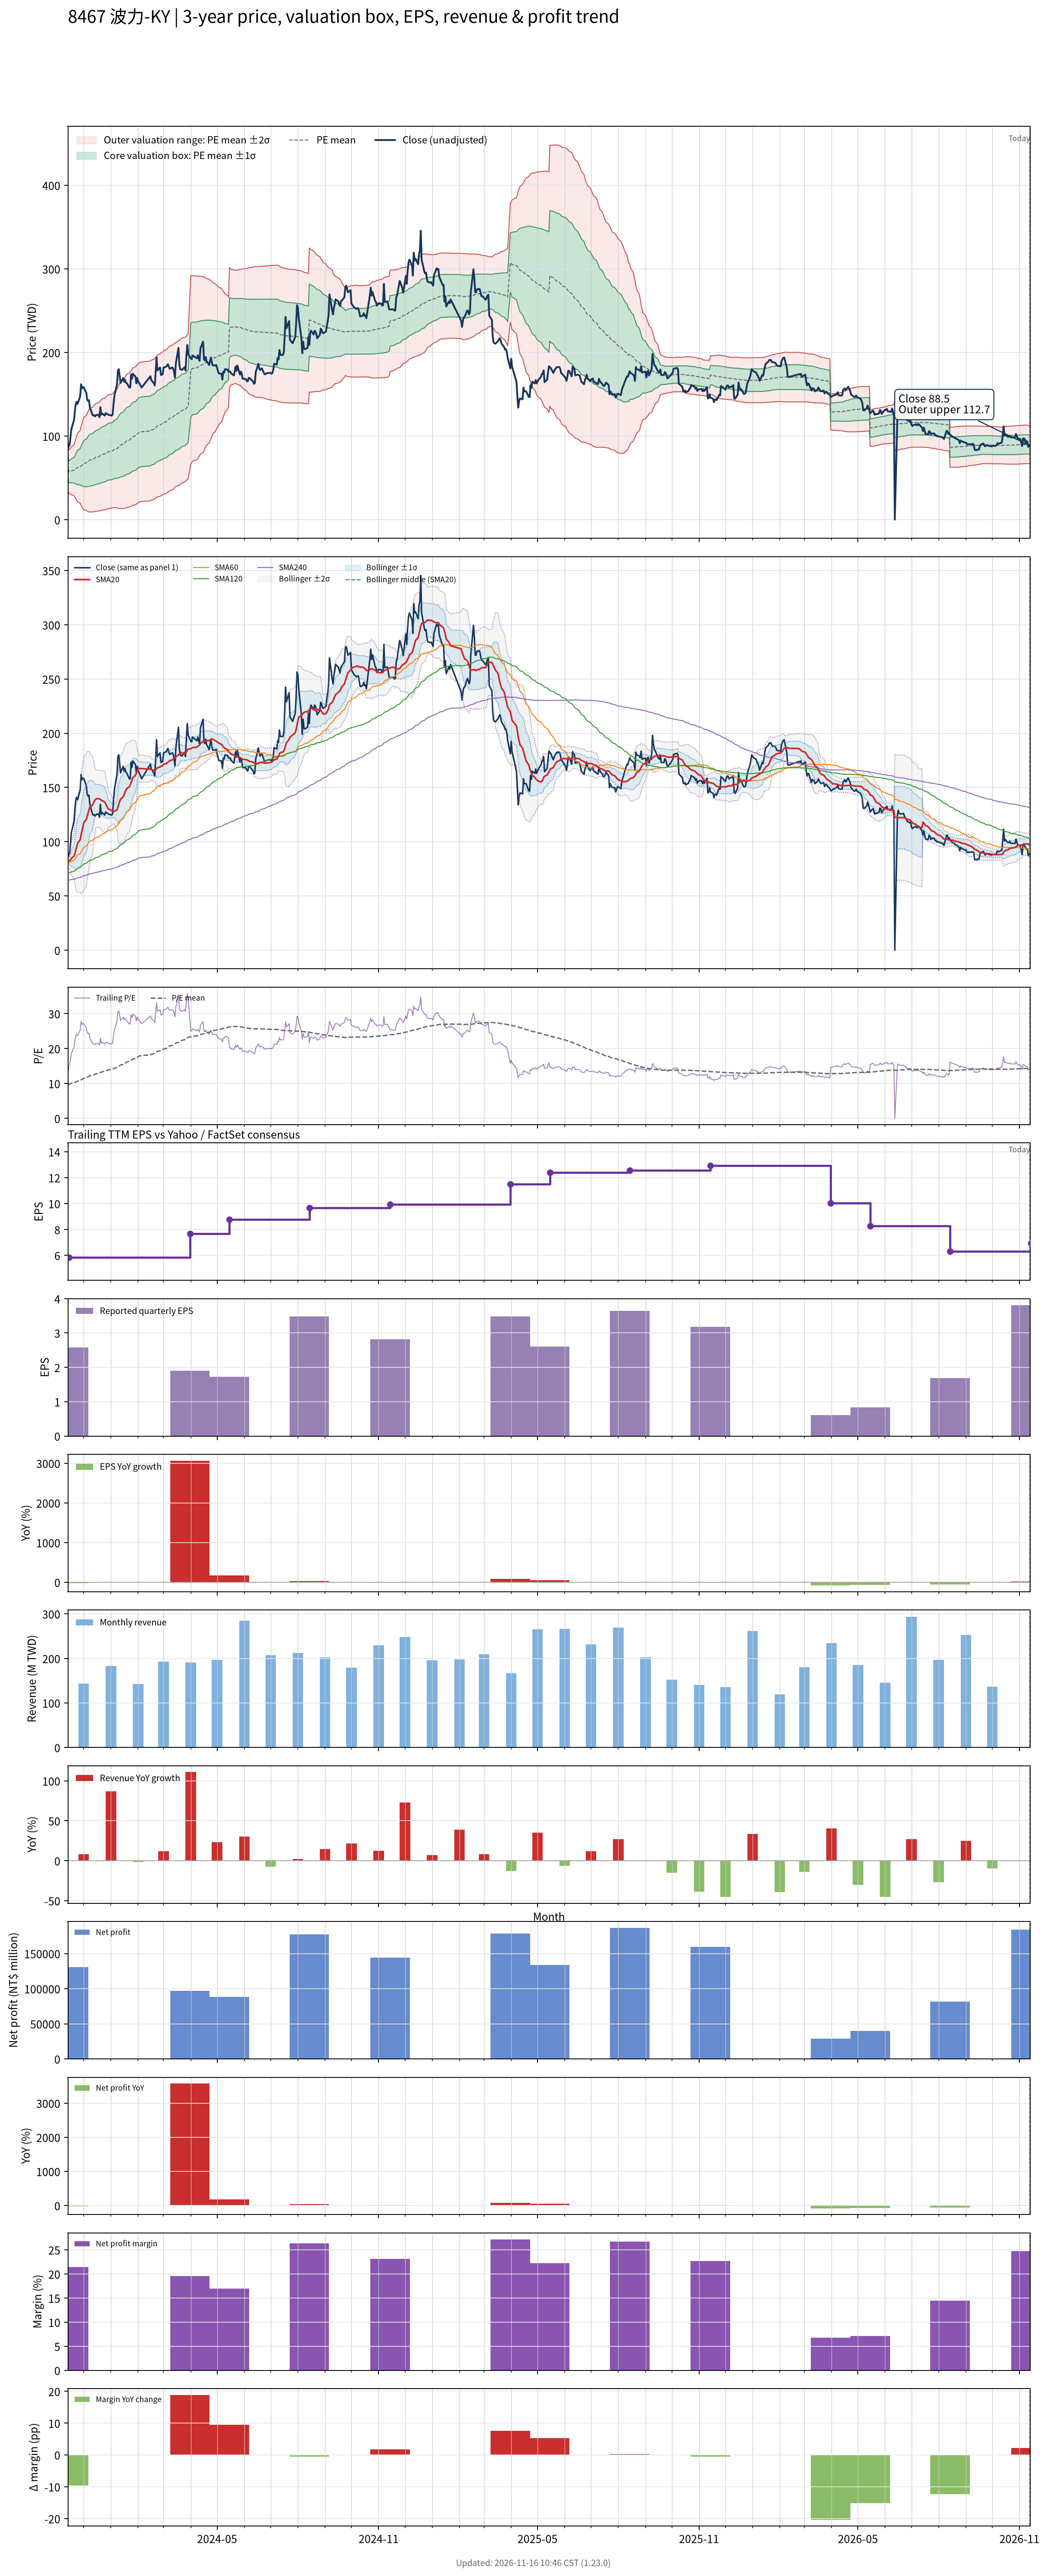 8467 波力-KY | 3-year price, valuation box, EPS, revenue & profit trend
Outer valuation range: PE mean ±2σ
Core valuation box: PE mean ±1σ
PE mean
Close (unadjusted)
Today
Price (TWD)
400
300
200
100
0
Close 88.5
Outer upper 112.7
Close (same as panel 1)
SMA20
SMA60
SMA120
SMA240
Bollinger ±2σ
Bollinger ±1σ
Bollinger middle (SMA20)
Price
350
300
250
200
150
100
50
0
Trailing P/E
P/E mean
P/E
30
20
10
0
Trailing TTM EPS vs Yahoo / FactSet consensus
Today
EPS
14
12
10
8
6
Reported quarterly EPS
EPS
4
3
2
1
0
EPS YoY growth
YoY (%)
3000
2000
1000
0
Monthly revenue
Revenue (M TWD)
300
200
100
0
Revenue YoY growth
YoY (%)
100
50
0
-50
Month
Net profit
Net profit (NT$ million)
150000
100000
50000
0
Net profit YoY
YoY (%)
3000
2000
1000
0
Net profit margin
Margin (%)
25
20
15
10
5
0
Margin YoY change
Δ margin (pp)
20
10
0
-10
-20
2024-05
2024-11
2025-05
2025-11
2026-05
2026-11
Updated: 2026-11-16 10:46 CST (1.23.0)